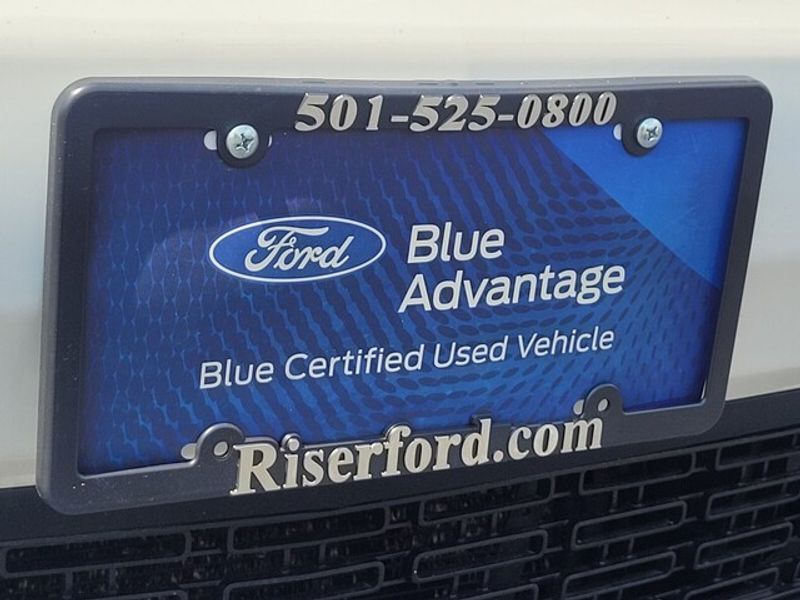 501-525-0800
Ford
Blue
Advantage
Blue Certified Used Vehicle
Riserford.com